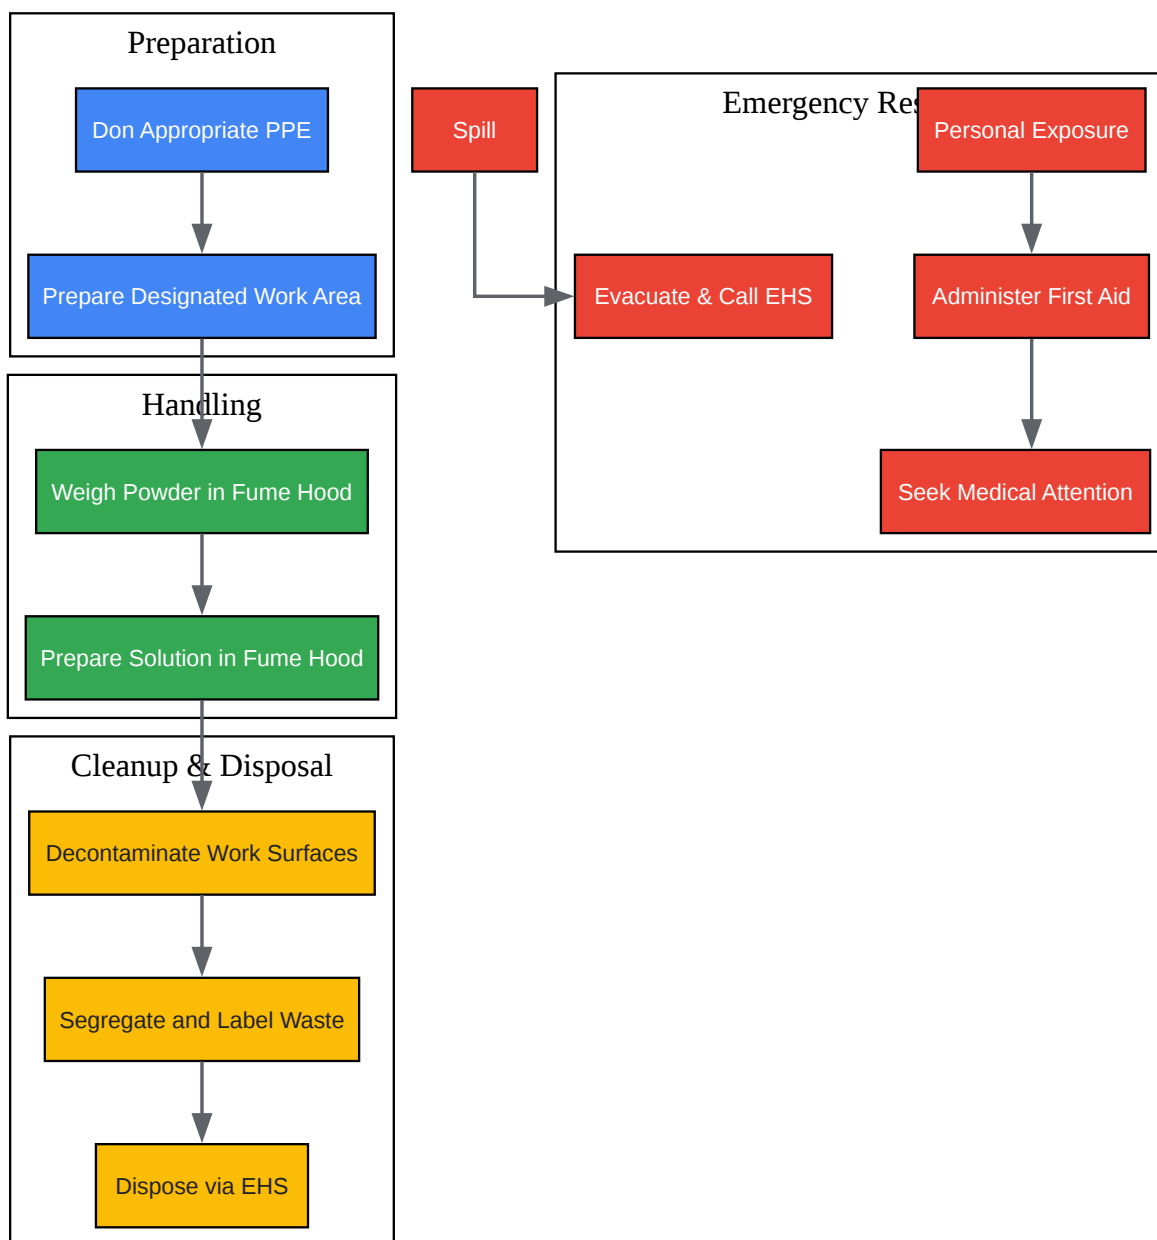 Preparation
Don Appropriate PPE
Prepare Designated Work Area
Handling
Weigh Powder in Fume Hood
Prepare Solution in Fume Hood
Cleanup & Disposal
Decontaminate Work Surfaces
Segregate and Label Waste
Dispose via EHS
Spill
Emergency
Personal Exposure
Evacuate & Call EHS
Administer First Aid
Seek Medical Attention